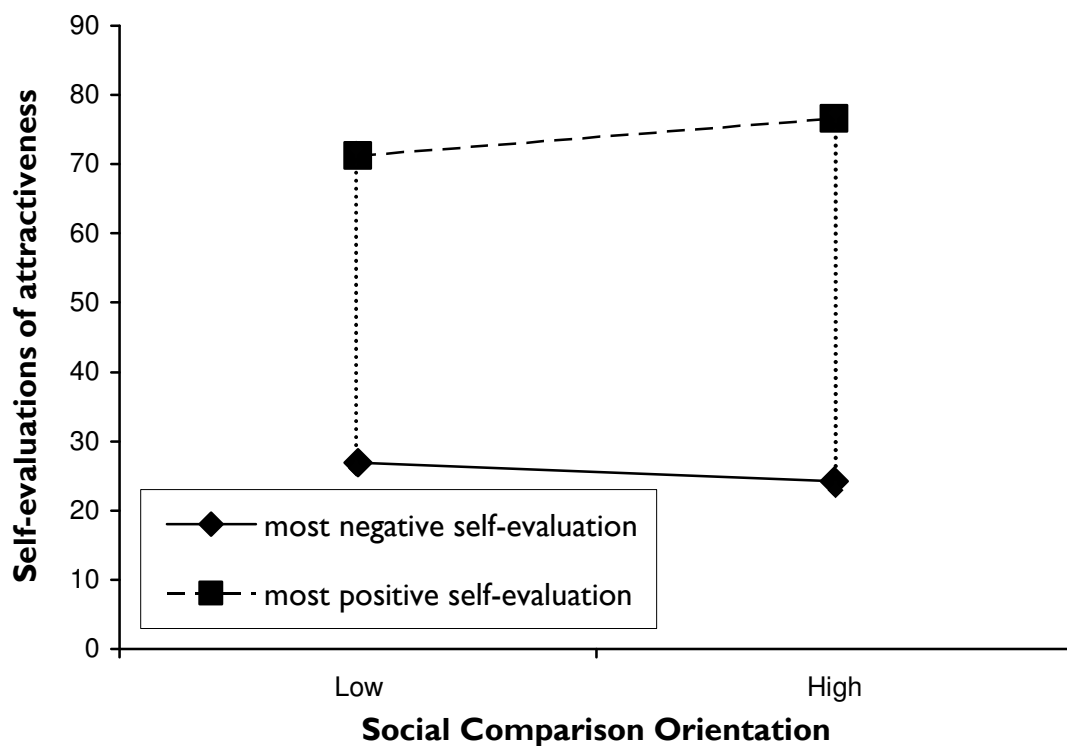 90
80
70
60
50
40
30
20
10
0
Self-evaluations of attractiveness
most negative self-evaluation
most positive self-evaluation
Low High
Social Comparison Orientation